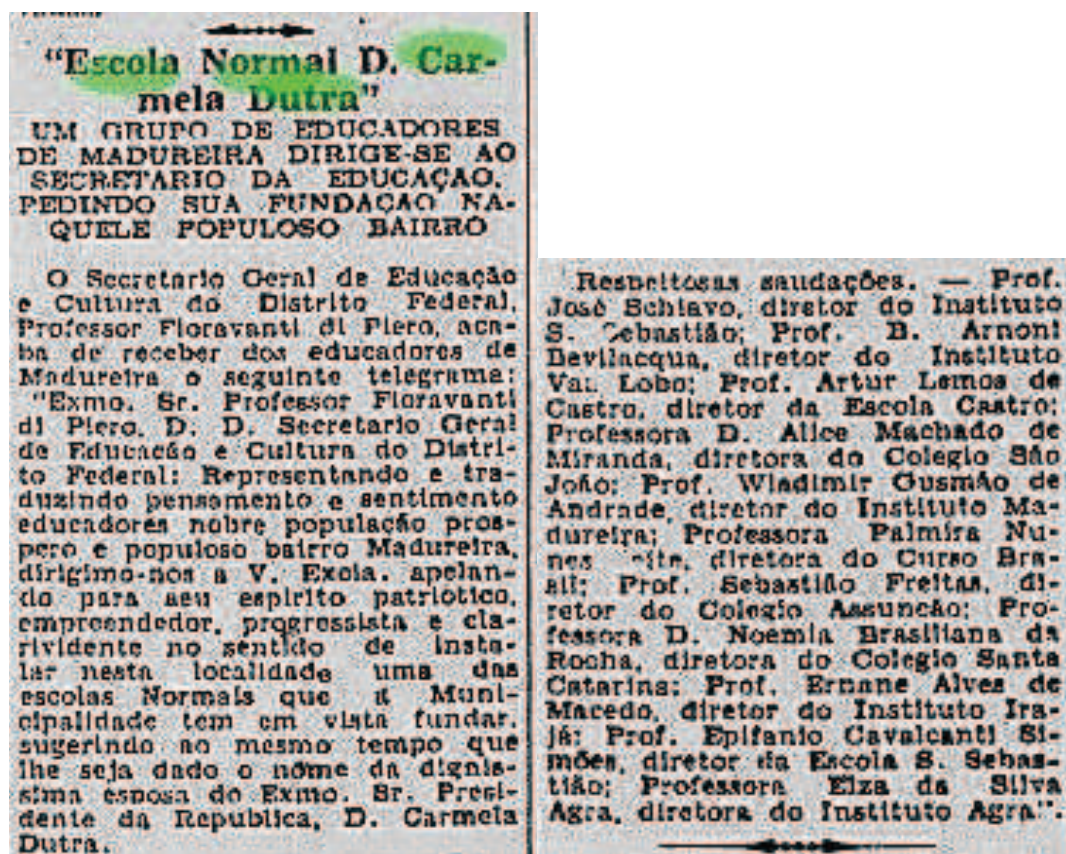 "Escola Normal D. Car-
mela Dutra"
UM GRUPO DE EDUCADORES
DE MADUREIRA DIRIGE-SE AO
SECRETARIO DA EDUCAÇAO,
PEDINDO SUA FUNDAÇAO NA-
QUELE POPULOSO BAIRRO
O Secretario Geral de Educação
e Cultura do Distrito Federal,
Professor Fioravanti di Piero, aca-
ba de receber dos educadores de
Madureira o seguinte telegrama:
"Exmo. Sr. Professor Fioravanti
di Piero, D. D. Secretario Geral
de Educacão e Cultura do Distri-
to Federal: Representando e tra-
duzindo pensamento e sentimento
educadores nobre população pros-
pero e populoso bairro Madureira,
dirigimo-nos a V. Excia. apelan-
do para seu espirito patriótico,
empreendedor, progressista e cla-
rividente no sentido de insta-
lar nesta localidade uma das
escolas Normais que a Muni-
cipalidade tem em vista fundar,
sugerindo ao mesmo tempo que
lhe seja dado o nome da dignis-
sima esposa do Exmo. Sr. Presi-
dente da Republica, D. Carmela
Dutra.
Respeitosas saudações. — Prof.
José Schiavo, diretor do Instituto
S. Sebastião; Prof. B. Arnoni
Bevilacqua, diretor do Instituto
Vaz Lobo; Prof. Artur Lemos de
Castro, diretor da Escola Castro;
Professora D. Alice Machado de
Miranda, diretora do Colegio São
João; Prof. Wladimir Gusmão de
Andrade, diretor do Instituto Ma-
dureira; Professora Palmira Nu-
nes diretora do Curso Bra-
sil; Prof. Sebastião Freitas, di-
retor do Colegio Assuncão; Pro-
fessora D. Noemia Brasiliana da
Rocha, diretora do Colegio Santa
Catarina; Prof. Ernane Alves de
Macedo, diretor do Instituto Ira-
já; Prof. Epifanio Cavalcanti Si-
mões, diretor da Escola S. Sebas-
tião; Professora Elza da Silva
Agra, diretora do Instituto Agra".